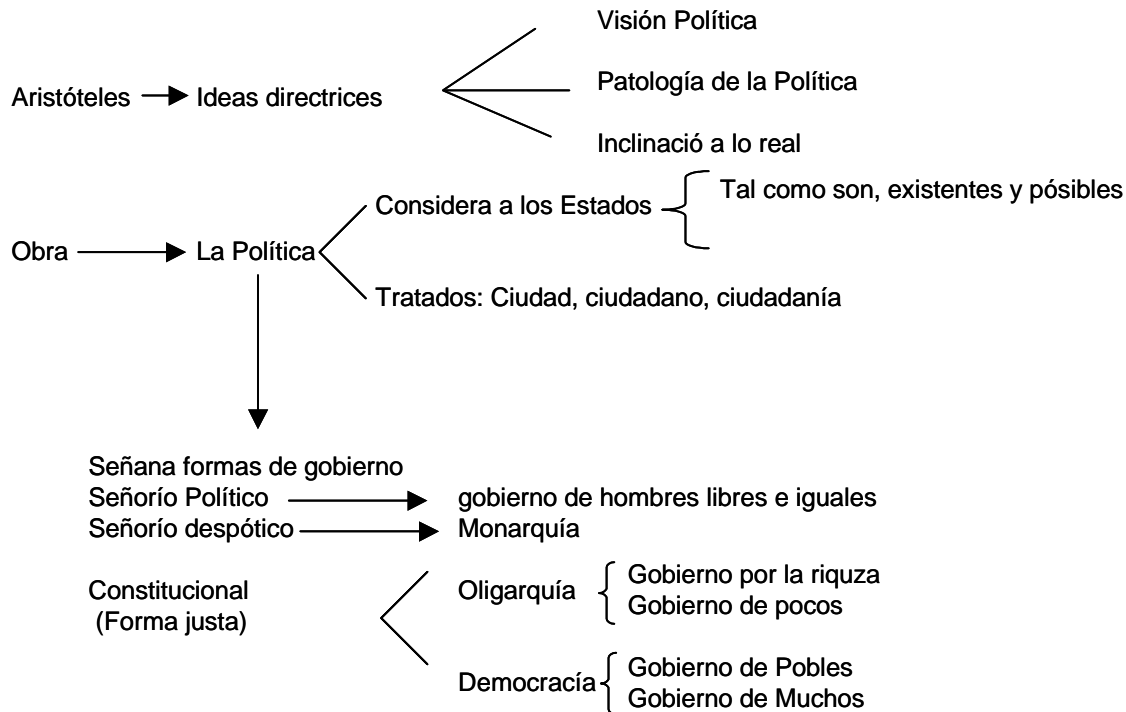 Visión Política
Patología de la Política
Aristóteles Ideas directrices
Inclinació a lo real
Tal como son, existentes y pósibles
Considera a los Estados
Obra La Política
Tratados: Ciudad, ciudadano, ciudadanía
Señana formas de gobierno
Señorío Político gobierno de hombres libres e iguales
Señorío despótico Monarquía
Constitucional
(Forma justa)
Oligarquía
Gobierno por la riquza
Gobierno de pocos
Democracía
Gobierno de Pobles
Gobierno de Muchos